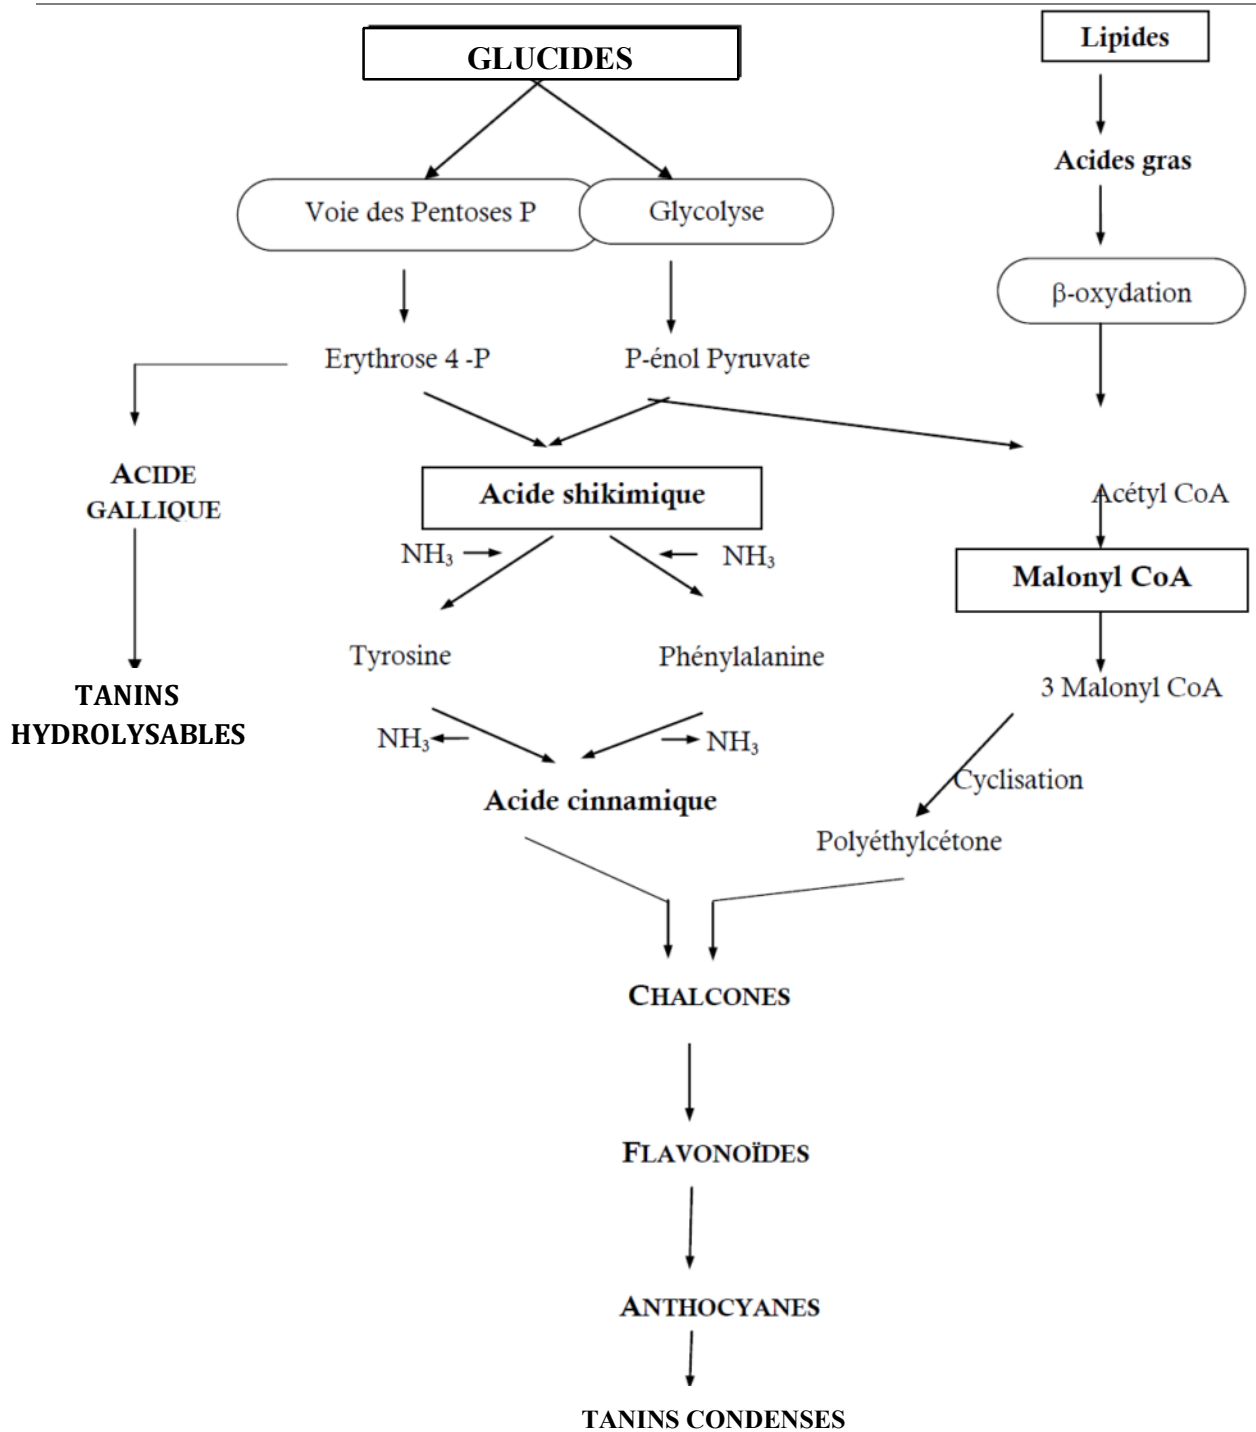 GLUCIDES
Lipides
Acides gras
Voie des Pentoses P
Glycolyse
β-oxydation
Erythrose 4 -P
P-énol Pyruvate
ACIDE
GALLIQUE
Acide shikimique
Acétyl CoA
NH₃
NH₃
Malonyl CoA
Tyrosine
Phénylalanine
3 Malonyl CoA
TANINS
HYDROLYSABLES
NH₃
NH₃
Cyclisation
Acide cinnamique
Polyéthylcétone
CHALCONES
FLAVONOÏDES
ANTHOCYANES
TANINS CONDENSES